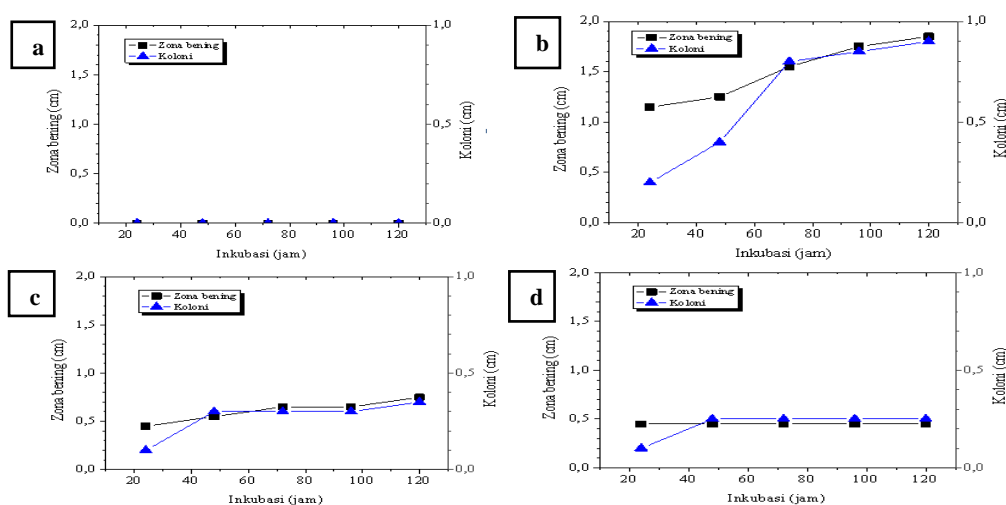 a
2,0
1,5
1,0
0,5
0,0
Zona bening (cm)
Zona bening
Koloni
1,0
0,5
0,0
Koloni (cm)
20 40 60 80 100 120
Inkubasi (jam)
b
2,0
1,5
1,0
0,5
0,0
Zona bening (cm)
Zona bening
Koloni
1,0
0,5
0,0
Koloni (cm)
20 40 60 80 100 120
Inkubasi (jam)
c
2,0
1,5
1,0
0,5
0,0
Zona bening (cm)
Zona bening
Koloni
1,0
0,5
0,0
Koloni (cm)
20 40 60 80 100 120
Inkubasi (jam)
d
2,0
1,5
1,0
0,5
0,0
Zona bening (cm)
Zona bening
Koloni
1,0
0,5
0,0
Koloni (cm)
20 40 60 80 100 120
Inkubasi (jam)